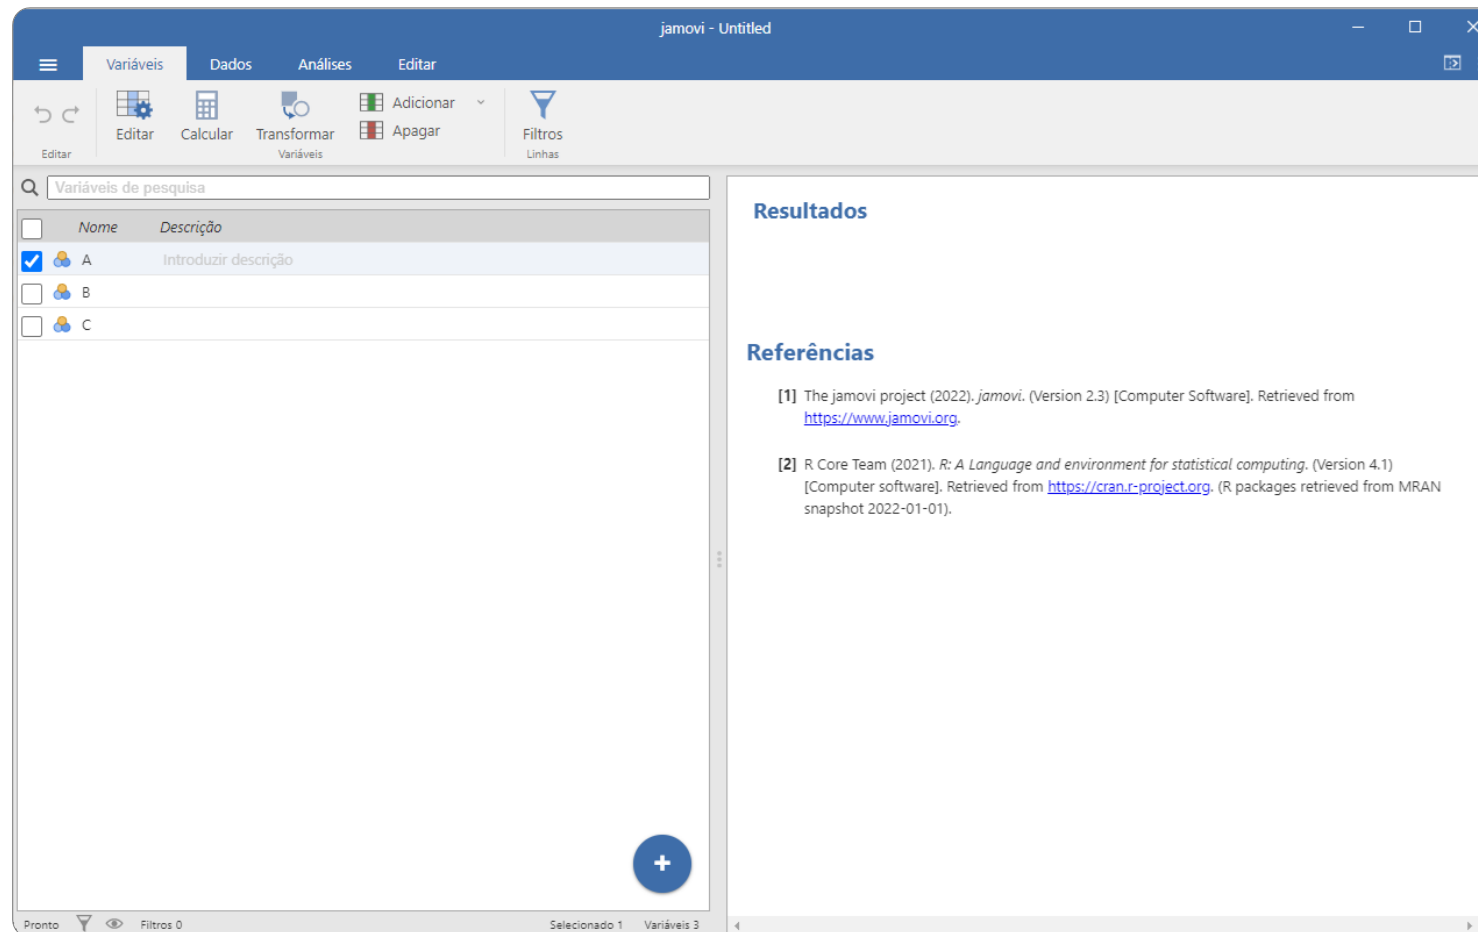 jamovi - Untitled
Variáveis Dados Análises Editar
Editar Calcular Transformar Adicionar Apagar Filtros
Editar Variáveis Linhas
Variáveis de pesquisa
Nome Descrição
A Introduzir descrição
B
C
Pronto Filtros 0 Selecionado 1 Variáveis 3
Resultados
Referências
[1] The jamovi project (2022). jamovi. (Version 2.3) [Computer Software]. Retrieved from
https://www.jamovi.org.
[2] R Core Team (2021). R: A Language and environment for statistical computing. (Version 4.1)
[Computer software]. Retrieved from https://cran.r-project.org. (R packages retrieved from MRAN
snapshot 2022-01-01).